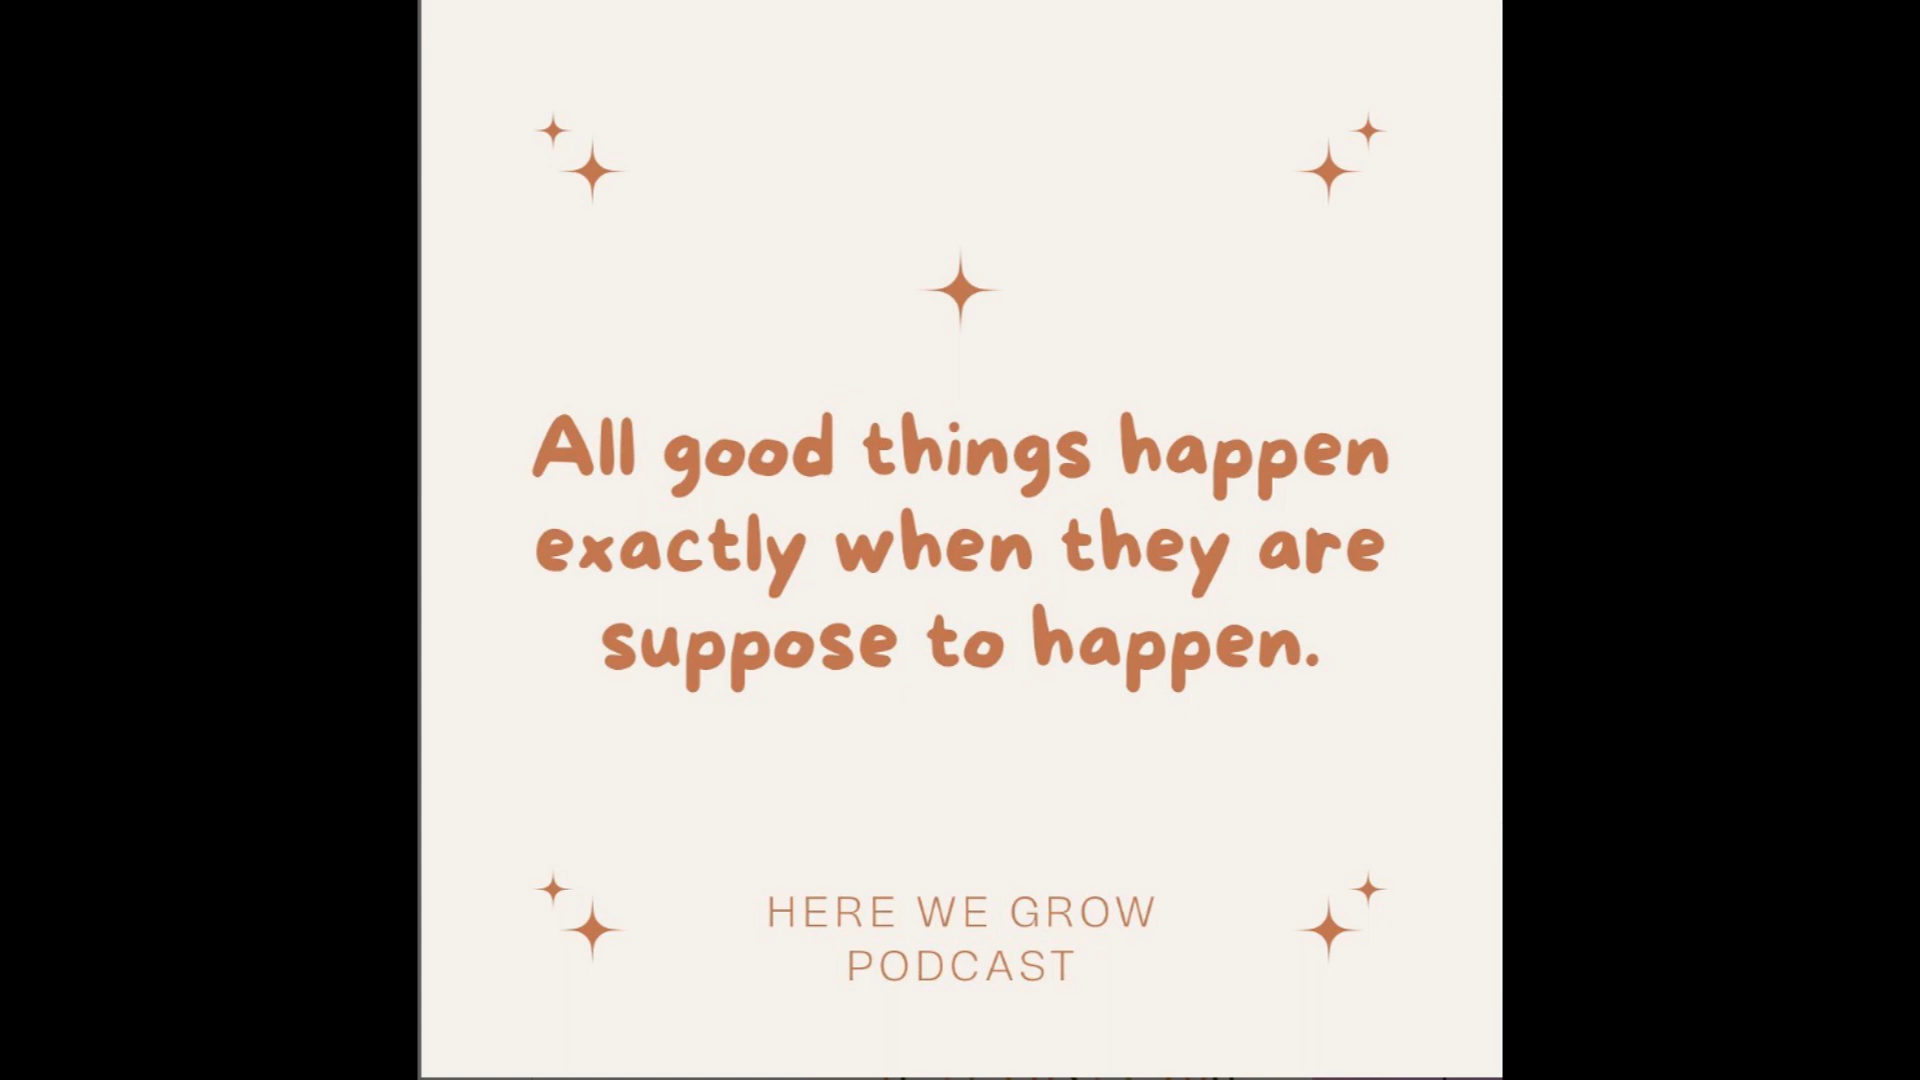 All good things happen
exactly when they are
suppose to happen.
HERE WE GROW
PODCAST